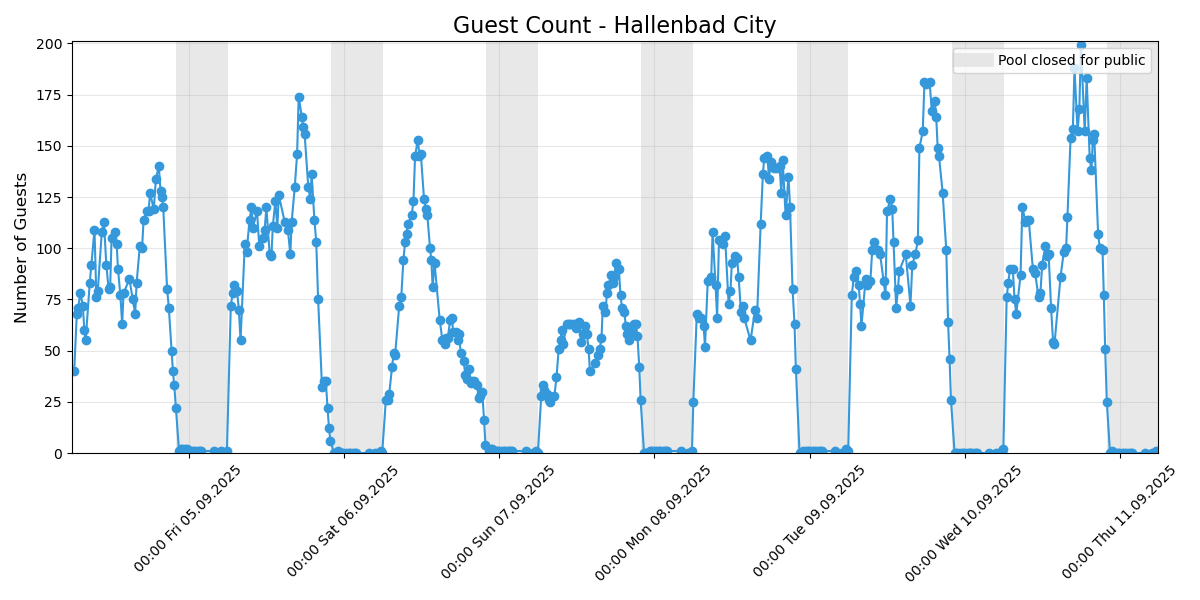 Guest Count - Hallenbad City
Pool closed for public
Number of Guests
200
175
150
125
100
75
50
25
0
00:00 Fri 05.09.2025
00:00 Sat 06.09.2025
00:00 Sun 07.09.2025
00:00 Mon 08.09.2025
00:00 Tue 09.09.2025
00:00 Wed 10.09.2025
00:00 Thu 11.09.2025